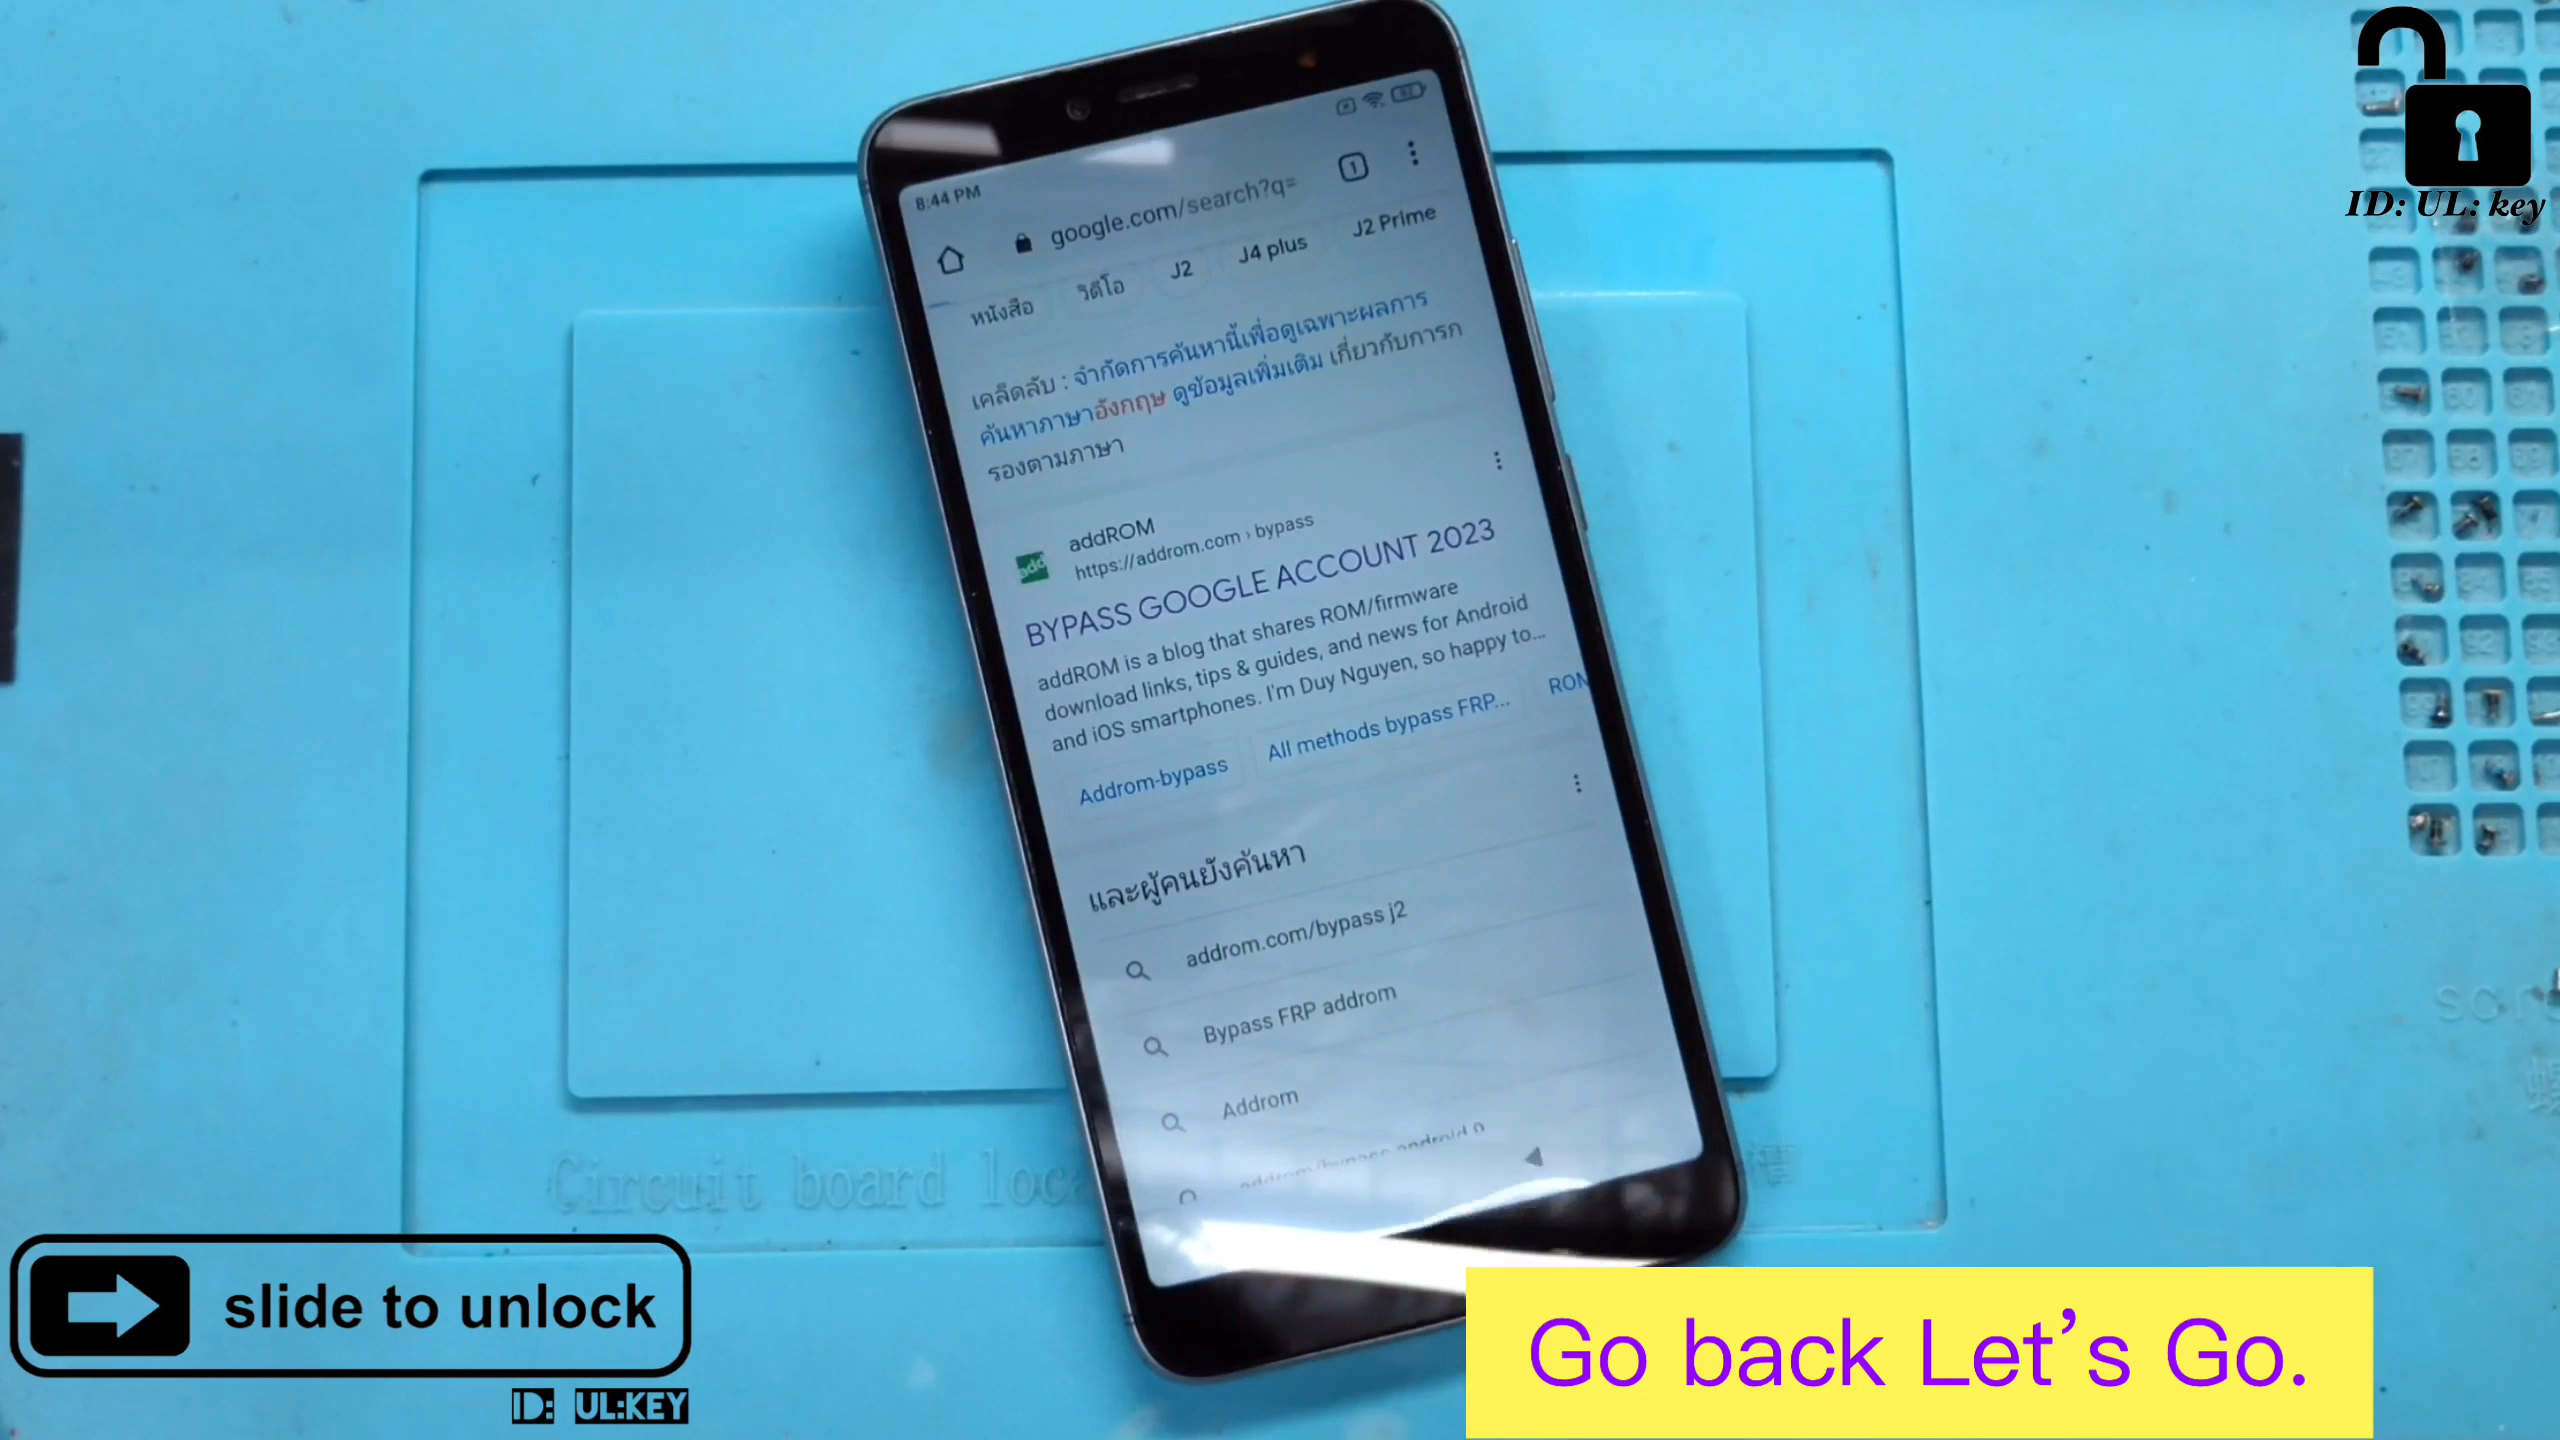 ID: UL: key
8:44 PM
google.com/search?q=
1
หนังสือ
วิดีโอ
J2
J4 plus
J2 Prime
เคล็ดลับ : จำกัดการค้นหานี้เพื่อดูเฉพาะผลการ
ค้นหาภาษาอังกฤษ ดูข้อมูลเพิ่มเติม เกี่ยวกับการก
รองตามภาษา
add
addROM
https://addrom.com › bypass
BYPASS GOOGLE ACCOUNT 2023
addROM is a blog that shares ROM/firmware
download links, tips & guides, and news for Android
and iOS smartphones. I'm Duy Nguyen, so happy to...
Addrom-bypass
All methods bypass FRP...
ROM
และผู้คนยังค้นหา
addrom.com/bypass j2
Bypass FRP addrom
Addrom
Circuit board loc
slide to unlock
ID: UL:KEY
Go back Let’s Go.